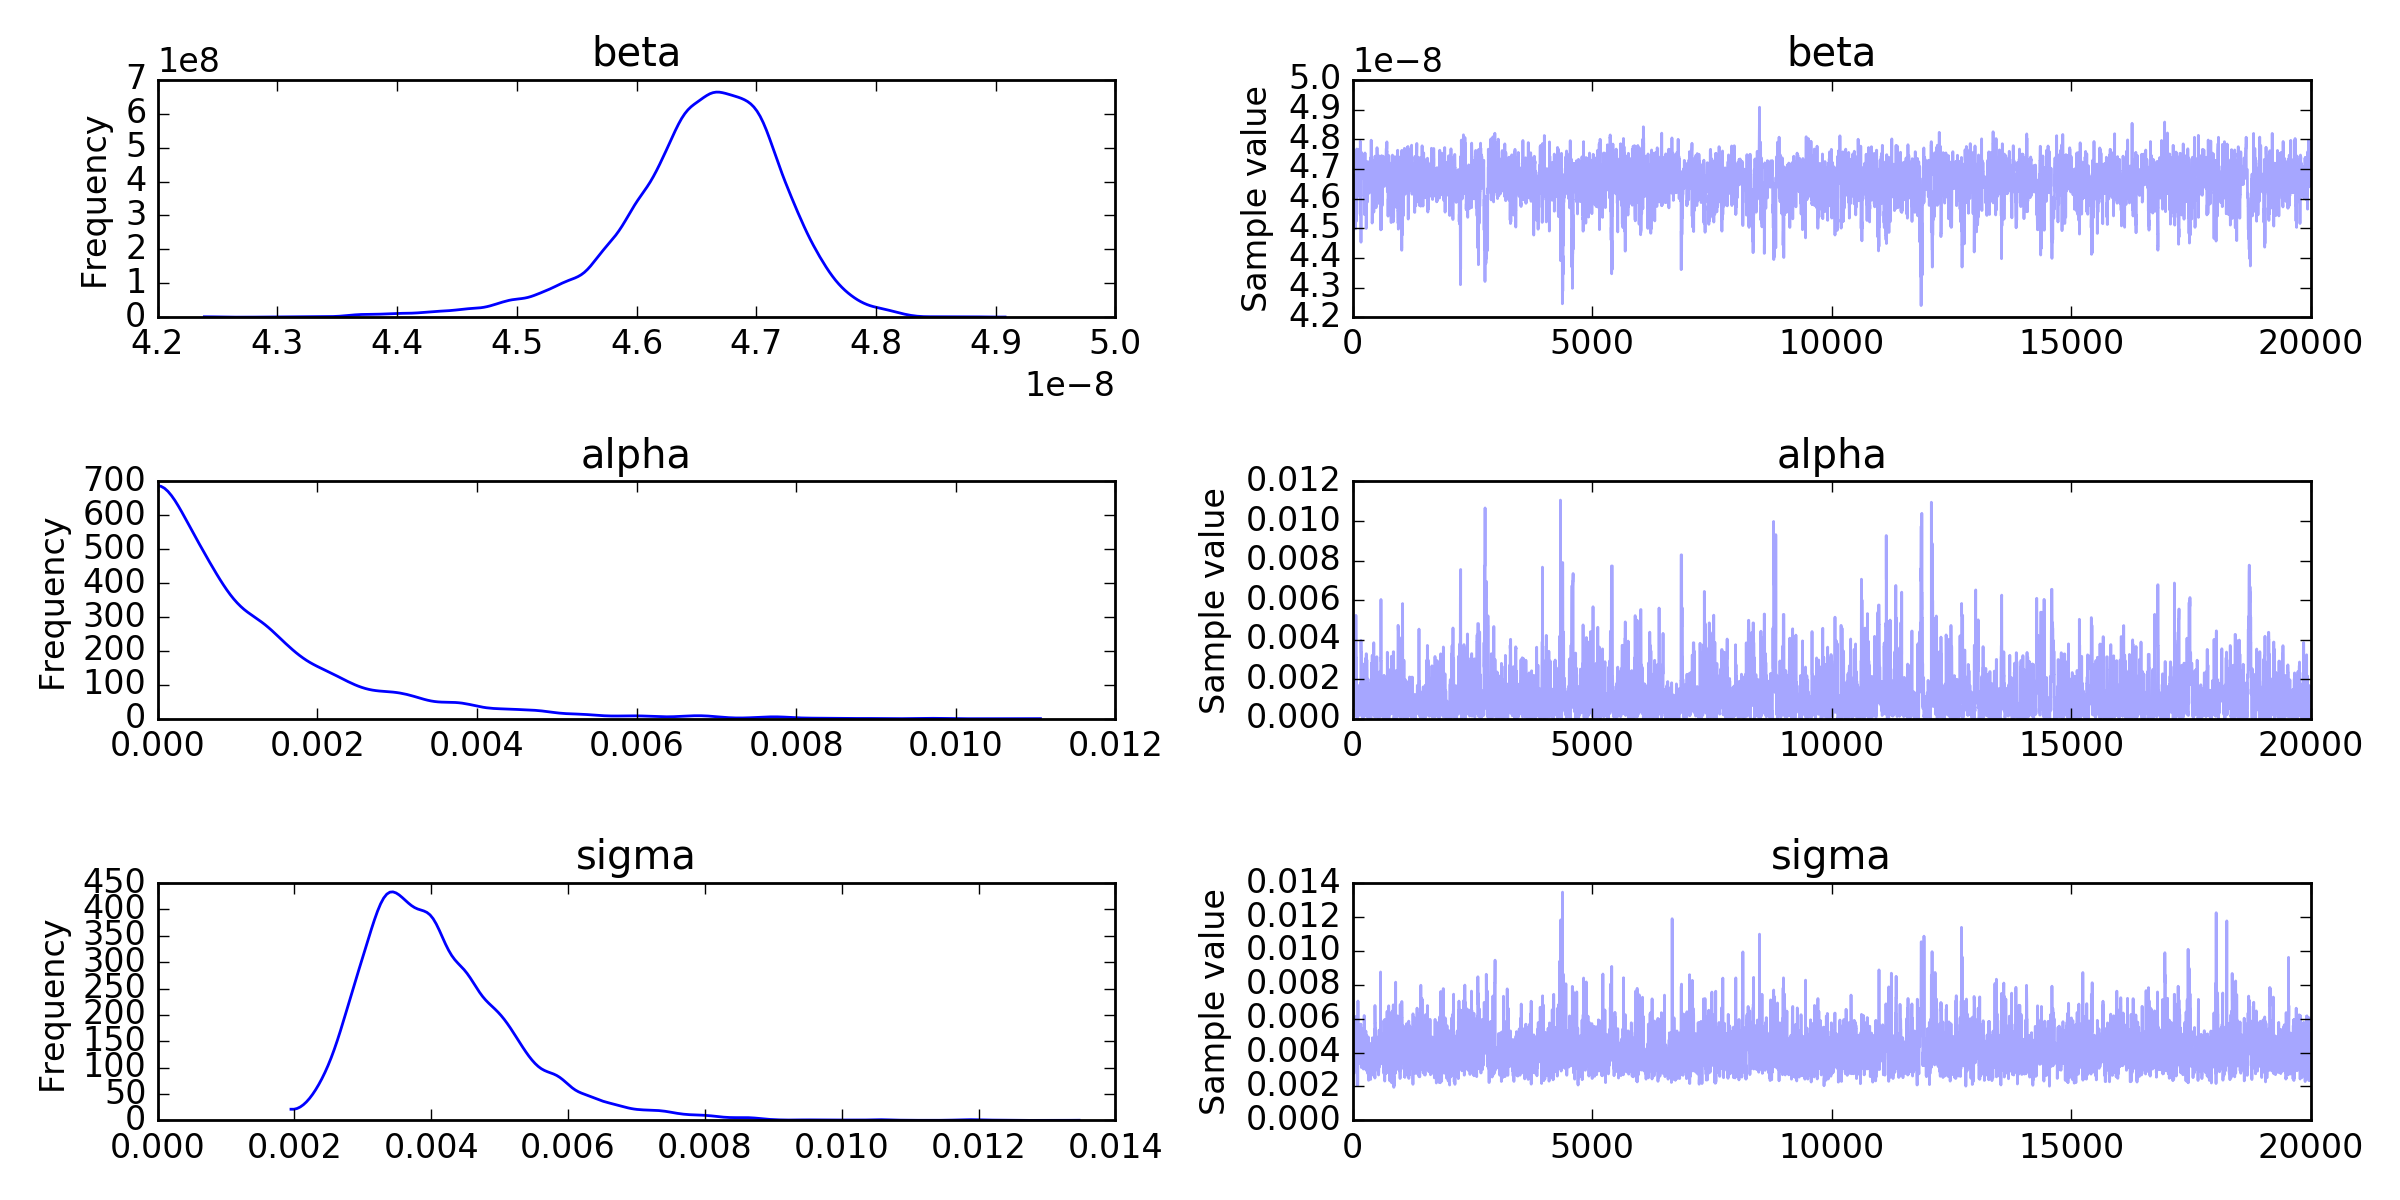 beta
1e8
7
6
5
4
3
2
1
0
Frequency
4.2 4.3 4.4 4.5 4.6 4.7 4.8 4.9 5.0
1e−8
beta
1e−8
5.0
4.9
4.8
4.7
4.6
4.5
4.4
4.3
4.2
Sample value
0 5000 10000 15000 20000
alpha
700
600
500
400
300
200
100
0
Frequency
0.000 0.002 0.004 0.006 0.008 0.010 0.012
alpha
0.012
0.010
0.008
0.006
0.004
0.002
0.000
Sample value
0 5000 10000 15000 20000
sigma
450
400
350
300
250
200
150
100
50
0
Frequency
0.000 0.002 0.004 0.006 0.008 0.010 0.012 0.014
sigma
0.014
0.012
0.010
0.008
0.006
0.004
0.002
0.000
Sample value
0 5000 10000 15000 20000